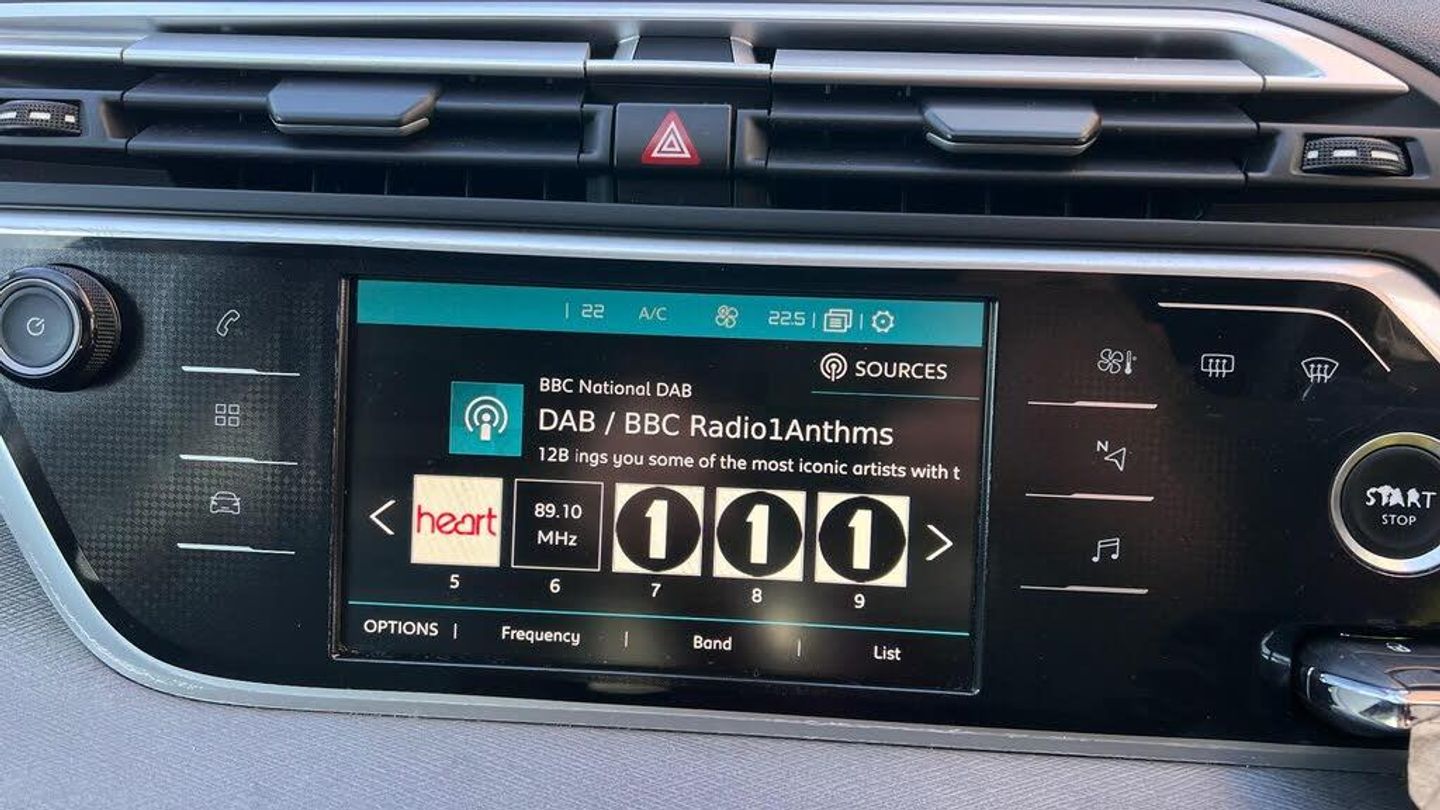 22 A/C 22.5
SOURCES
BBC National DAB
DAB / BBC Radio1Anthms
12B ings you some of the most iconic artists with t
heart
89.10
MHz
1
1
1
5
6
7
8
9
OPTIONS Frequency Band List
N
START
STOP